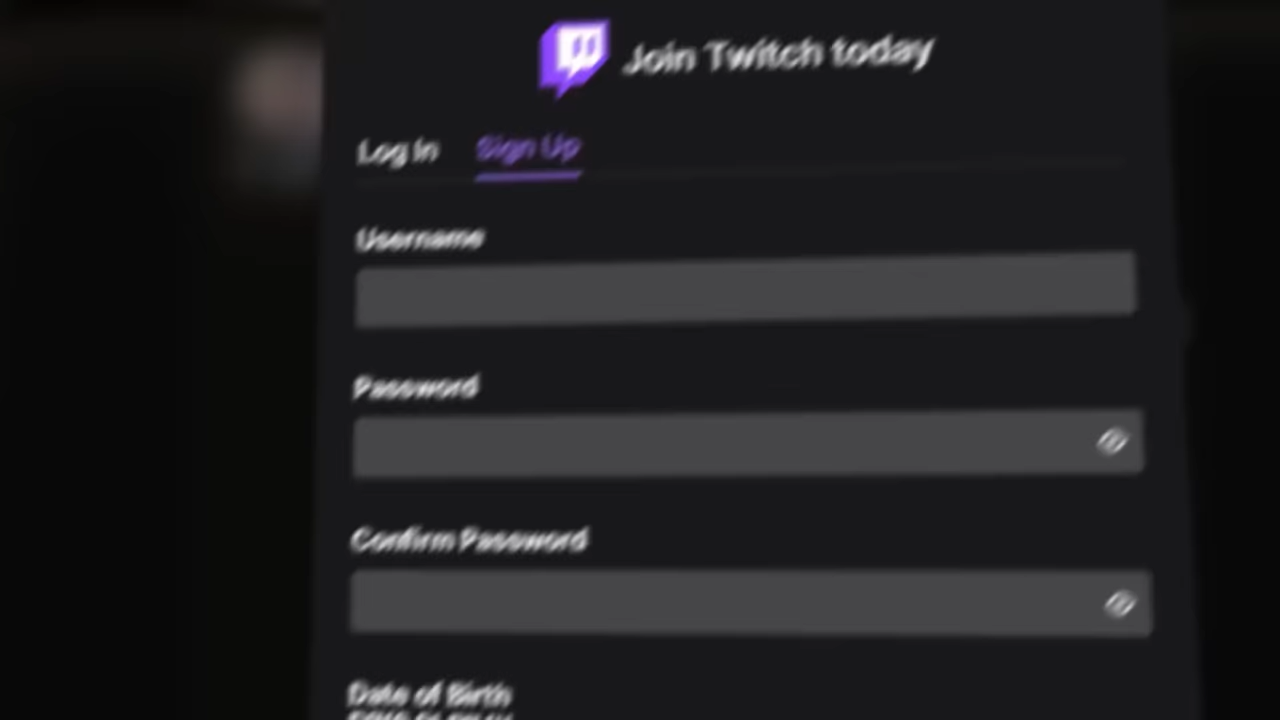 Join Twitch today
Log In Sign Up
Username
Password
Confirm Password
Date of Birth